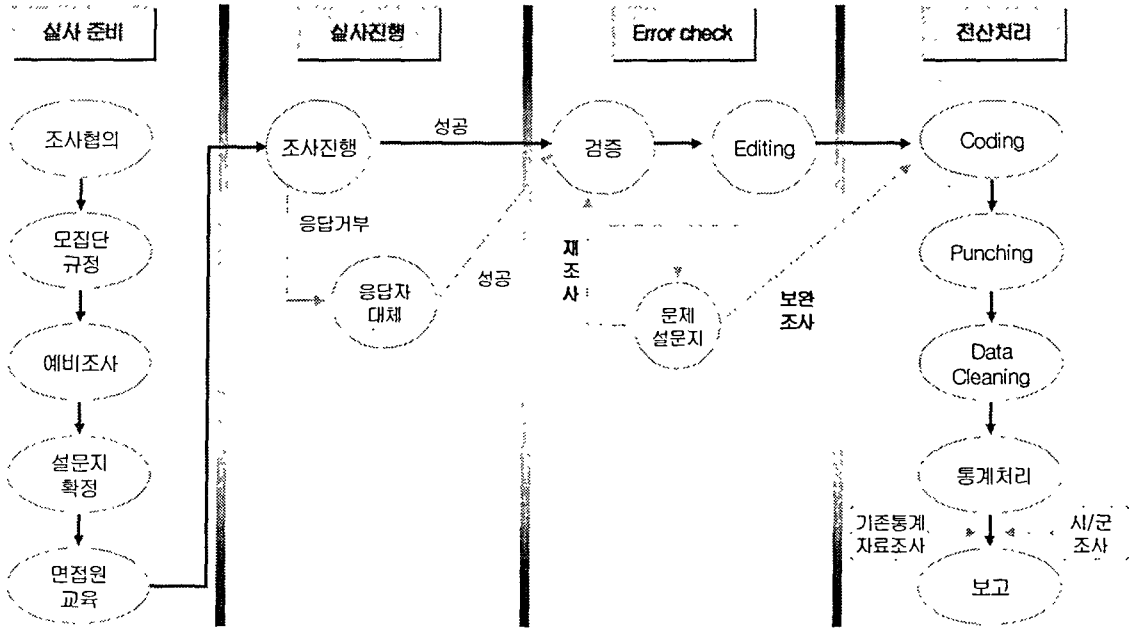 실사 준비
실사진행
Error check
전산처리
조사협의
모집단
규정
예비조사
설문지
확정
면접원
교육
조사진행
성공
응답거부
응답자
대체
성공
검증
Editing
재
조
사
문제
설문지
보완
조사
Coding
Punching
Data
Cleaning
통계처리
기존통계
자료조사
시/군
조사
보고